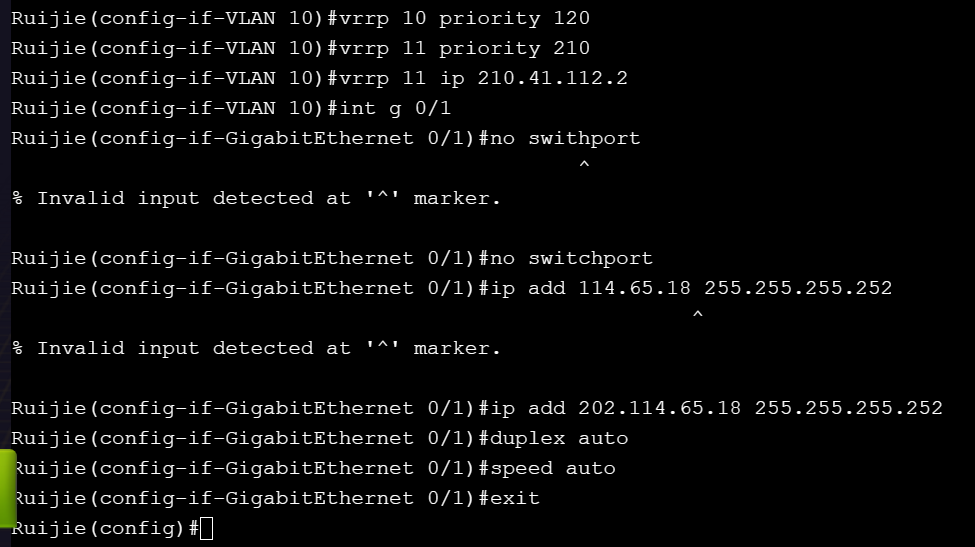 Ruijie(config-if-VLAN 10)#vrrp 10 priority 120
Ruijie(config-if-VLAN 10)#vrrp 11 priority 210
Ruijie(config-if-VLAN 10)#vrrp 11 ip 210.41.112.2
Ruijie(config-if-VLAN 10)#int g 0/1
Ruijie(config-if-GigabitEthernet 0/1)#no swithport
^
% Invalid input detected at '^' marker.
Ruijie(config-if-GigabitEthernet 0/1)#no switchport
Ruijie(config-if-GigabitEthernet 0/1)#ip add 114.65.18 255.255.255.252
^
% Invalid input detected at '^' marker.
Ruijie(config-if-GigabitEthernet 0/1)#ip add 202.114.65.18 255.255.255.252
Ruijie(config-if-GigabitEthernet 0/1)#duplex auto
Ruijie(config-if-GigabitEthernet 0/1)#speed auto
Ruijie(config-if-GigabitEthernet 0/1)#exit
Ruijie(config)#